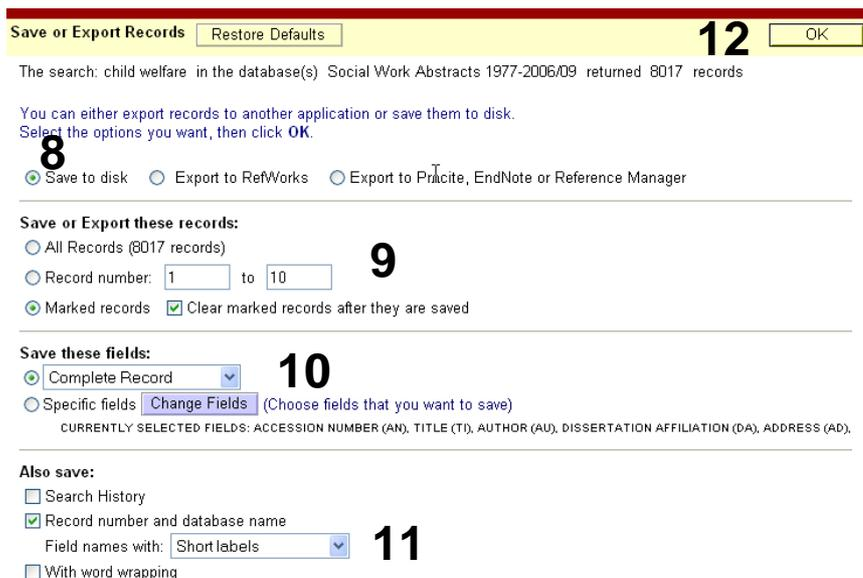 Save or Export Records Restore Defaults 12 OK
The search: child welfare in the database(s) Social Work Abstracts 1977-2006/09 returned 8017 records
You can either export records to another application or save them to disk.
Select the options you want, then click OK.
8
Save to disk Export to RefWorks Export to Procite, EndNote or Reference Manager
Save or Export these records:
All Records (8017 records)
9
Record number: 1 to 10
Marked records Clear marked records after they are saved
Save these fields:
Complete Record 10
Specific fields Change Fields (Choose fields that you want to save)
CURRENTLY SELECTED FIELDS: ACCESSION NUMBER (AN), TITLE (TI), AUTHOR (AU), DISSERTATION AFFILIATION (DA), ADDRESS (AD),
Also save:
Search History
Record number and database name
Field names with: Short labels 11
With word wrapping